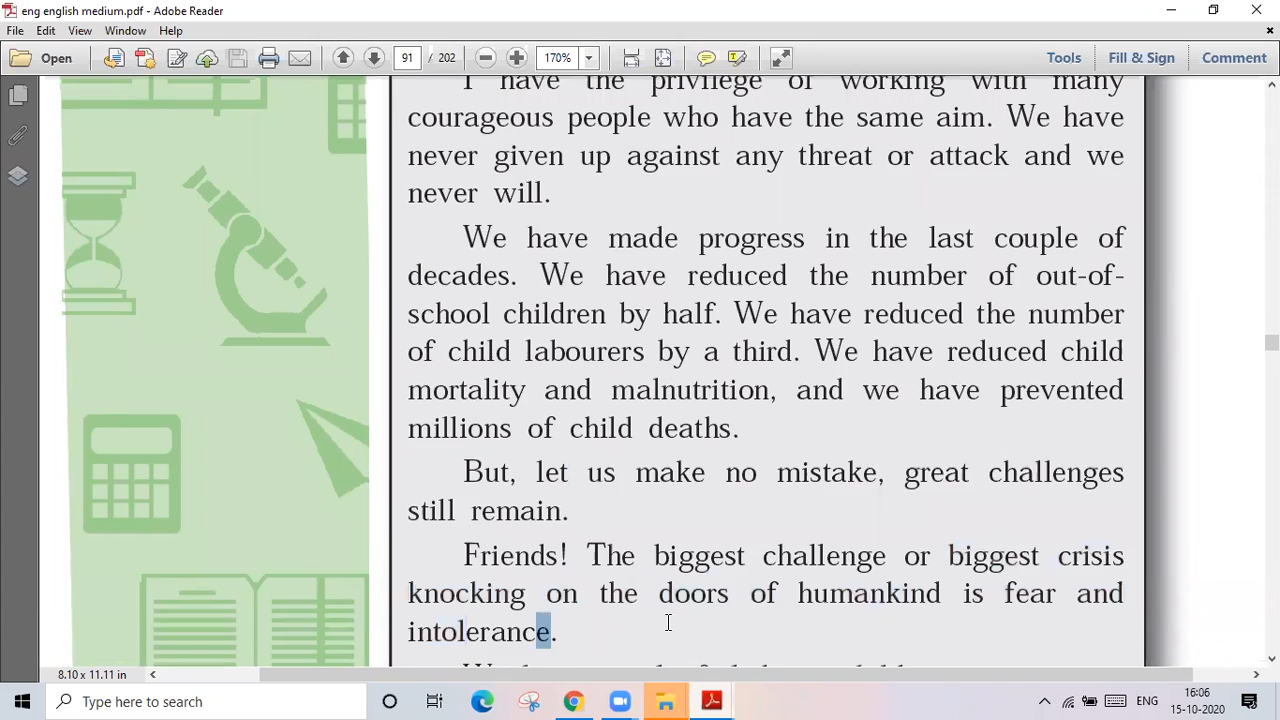 eng english medium.pdf - Adobe Reader
File Edit View Window Help
Open 91 / 202 170% Tools Fill & Sign Comment
I have the privilege of working with many
courageous people who have the same aim. We have
never given up against any threat or attack and we
never will.
We have made progress in the last couple of
decades. We have reduced the number of out-of-
school children by half. We have reduced the number
of child labourers by a third. We have reduced child
mortality and malnutrition, and we have prevented
millions of child deaths.
But, let us make no mistake, great challenges
still remain.
Friends! The biggest challenge or biggest crisis
knocking on the doors of humankind is fear and
intolerance.
8.10 x 11.11 in
Type here to search
ENG
16:06
15-10-2020